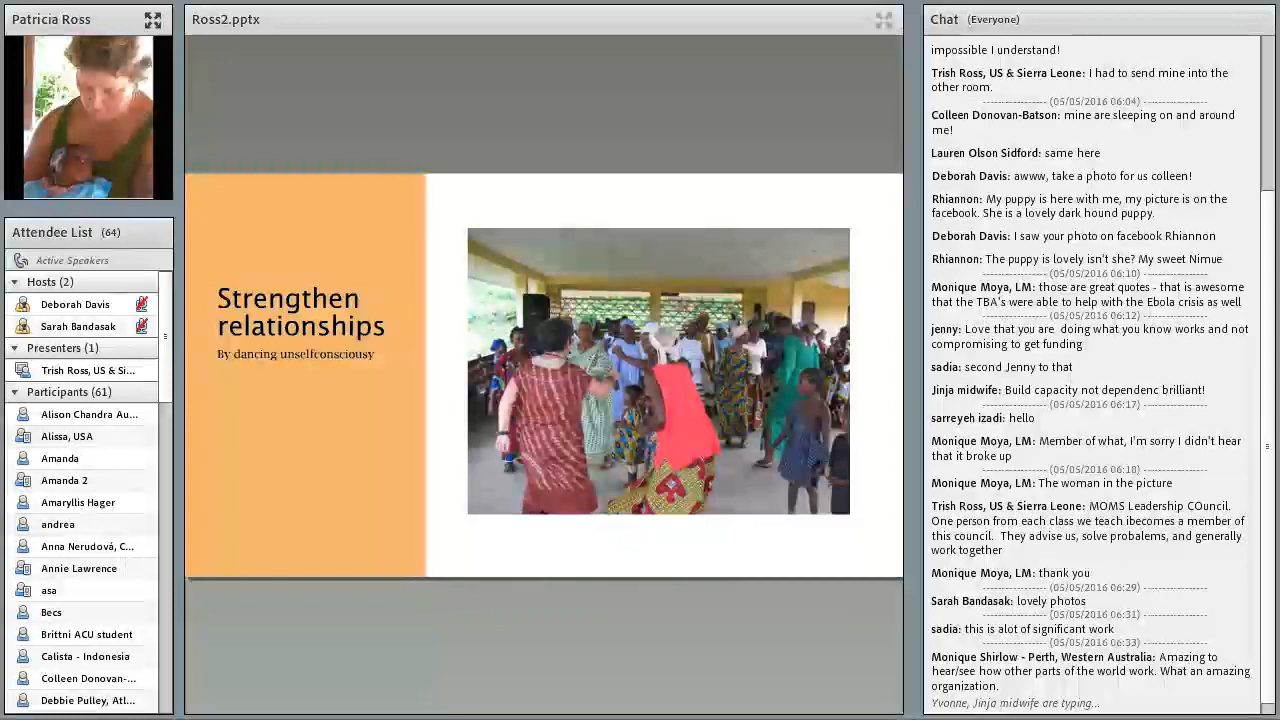 Patricia Ross
Attendee List (64)
Active Speakers
Hosts (2)
Deborah Davis
Sarah Bandasak
Presenters (1)
Trish Ross, US & Si...
Participants (61)
Alison Chandra Au...
Alissa, USA
Amanda
Amanda 2
Amaryllis Hager
andrea
Anna Nerudová, C...
Annie Lawrence
asa
Becs
Brittni ACU student
Calista - Indonesia
Colleen Donovan-...
Debbie Pulley, Atl...
Ross2.pptx
Strengthen
relationships
By dancing unselfconsciousy
Chat (Everyone)
impossible I understand!
Trish Ross, US & Sierra Leone: I had to send mine into the
other room.
------------------ (05/05/2016 06:04) ------------------
Colleen Donovan-Batson: mine are sleeping on and around
me!
Lauren Olson Sidford: same here
Deborah Davis: awww, take a photo for us colleen!
Rhiannon: My puppy is here with me, my picture is on the
facebook. She is a lovely dark hound puppy.
Deborah Davis: I saw your photo on facebook Rhiannon
Rhiannon: The puppy is lovely isn't she? My sweet Nimue
------------------ (05/05/2016 06:10) ------------------
Monique Moya, LM: those are great quotes - that is awesome
that the TBA's were able to help with the Ebola crisis as well
------------------ (05/05/2016 06:12) ------------------
jenny: Love that you are  doing what you know works and not
compromising to get funding
sadia: second Jenny to that
Jinja midwife: Build capacity not dependenc brilliant!
------------------ (05/05/2016 06:17) ------------------
sarreyeh izadi: hello
Monique Moya, LM: Member of what, I'm sorry I didn't hear
that it broke up
------------------ (05/05/2016 06:18) ------------------
Monique Moya, LM: The woman in the picture
Trish Ross, US & Sierra Leone: MOMS Leadership COuncil.
One person from each class we teach ibecomes a member of
this council.  They advise us, solve probalems, and generally
work together
Monique Moya, LM: thank you
------------------ (05/05/2016 06:29) ------------------
Sarah Bandasak: lovely photos
------------------ (05/05/2016 06:31) ------------------
sadia: this is alot of significant work
------------------ (05/05/2016 06:33) ------------------
Monique Shirlow - Perth, Western Australia: Amazing to
hear/see how other parts of the world work. What an amazing
organization.
Yvonne, Jinja midwife are typing...